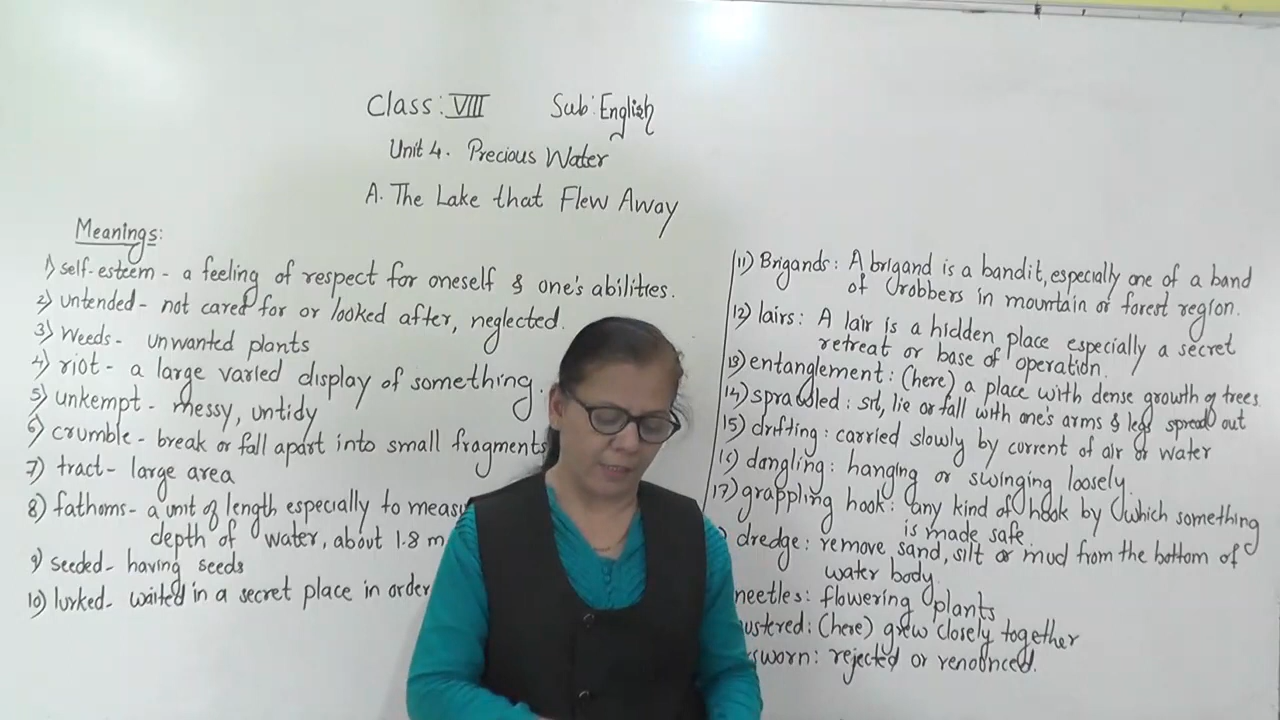 Class: VIII Sub: English
Unit 4. Precious Water
A. The Lake that Flew Away
Meanings:
1) self-esteem - a feeling of respect for oneself & one's abilities.
2) untended - not cared for or looked after, neglected.
3) Weeds - unwanted plants
4) riot - a large varied display of something.
5) unkempt - messy, untidy
6) crumble - break or fall apart into small fragments
7) tract - large area
8) fathoms - a unit of length especially to measu
depth of water, about 1.8 m
9) seeded - having seeds
10) lurked - waited in a secret place in order
11) Brigands: A brigand is a bandit, especially one of a band
of robbers in mountain or forest region.
12) lairs: A lair is a hidden place especially a secret
retreat or base of operation.
13) entanglement: (here) a place with dense growth of trees.
14) sprawled: sit, lie or fall with one's arms & legs spread out
15) drifting: carried slowly by current of air or water
16) dangling: hanging or swinging loosely.
17) grappling hook: any kind of hook by which something
is made safe.
) dredge: remove sand, silt or mud from the bottom of
water body.
neetles: flowering plants
ustered: (here) grew closely together
sworn: rejected or renounced.